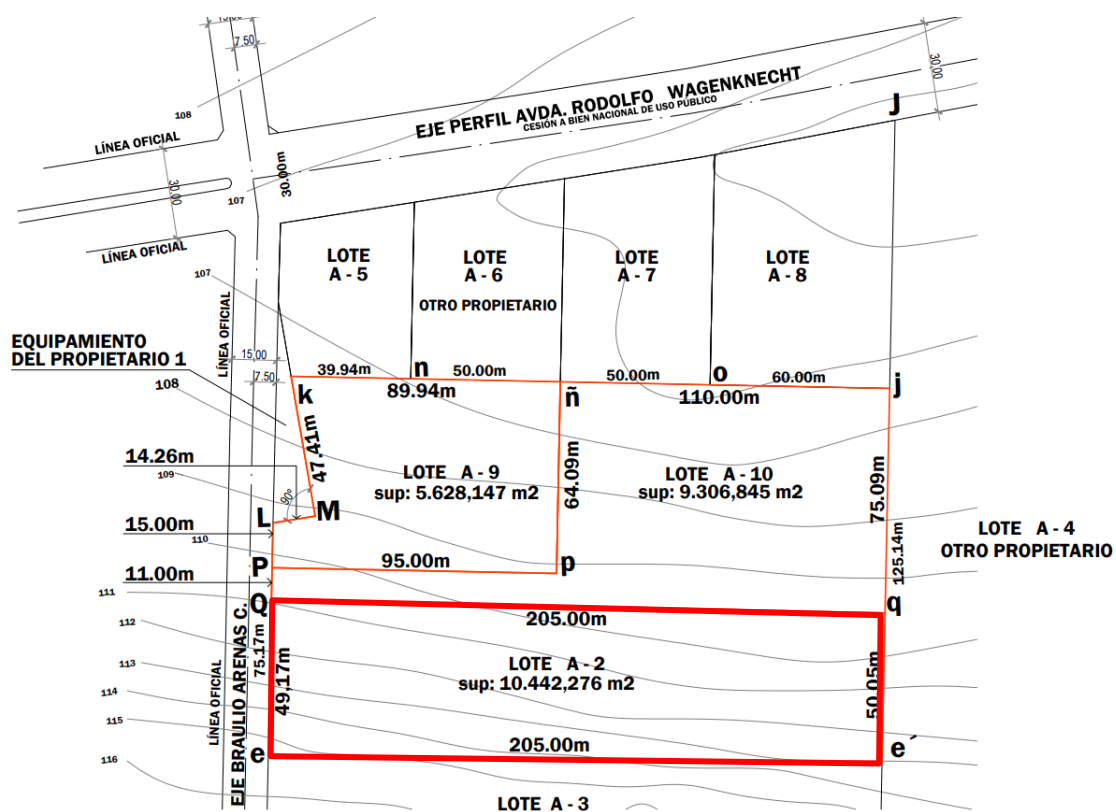 15.00
7.50
30.00
108
EJE PERFIL AVDA. RODOLFO WAGENKNECHT
CESIÓN A BIEN NACIONAL DE USO PÚBLICO
J
LÍNEA OFICIAL
30.00
30.00m
107
LÍNEA OFICIAL
107
LOTE
A - 5
LOTE
A - 6
OTRO PROPIETARIO
LOTE
A - 7
LOTE
A - 8
EQUIPAMIENTO
DEL PROPIETARIO 1
LÍNEA OFICIAL
15.00
7.50
108
39.94m
n
50.00m
50.00m
o
60.00m
k
89.94m
ñ
110.00m
j
47.41m
14.26m
109
90º
LOTE A - 9
sup: 5.628,147 m2
64.09m
LOTE A - 10
sup: 9.306,845 m2
75.09m
L
M
15.00m
110
LOTE A - 4
OTRO PROPIETARIO
P
95.00m
p
125.14m
11.00m
111
Q
205.00m
q
112
75.17m
49,17m
LOTE A - 2
sup: 10.442,276 m2
50.05m
113
114
115
116
LÍNEA OFICIAL
EJE BRAULIO ARENAS C.
e
205.00m
e´
LOTE A - 3